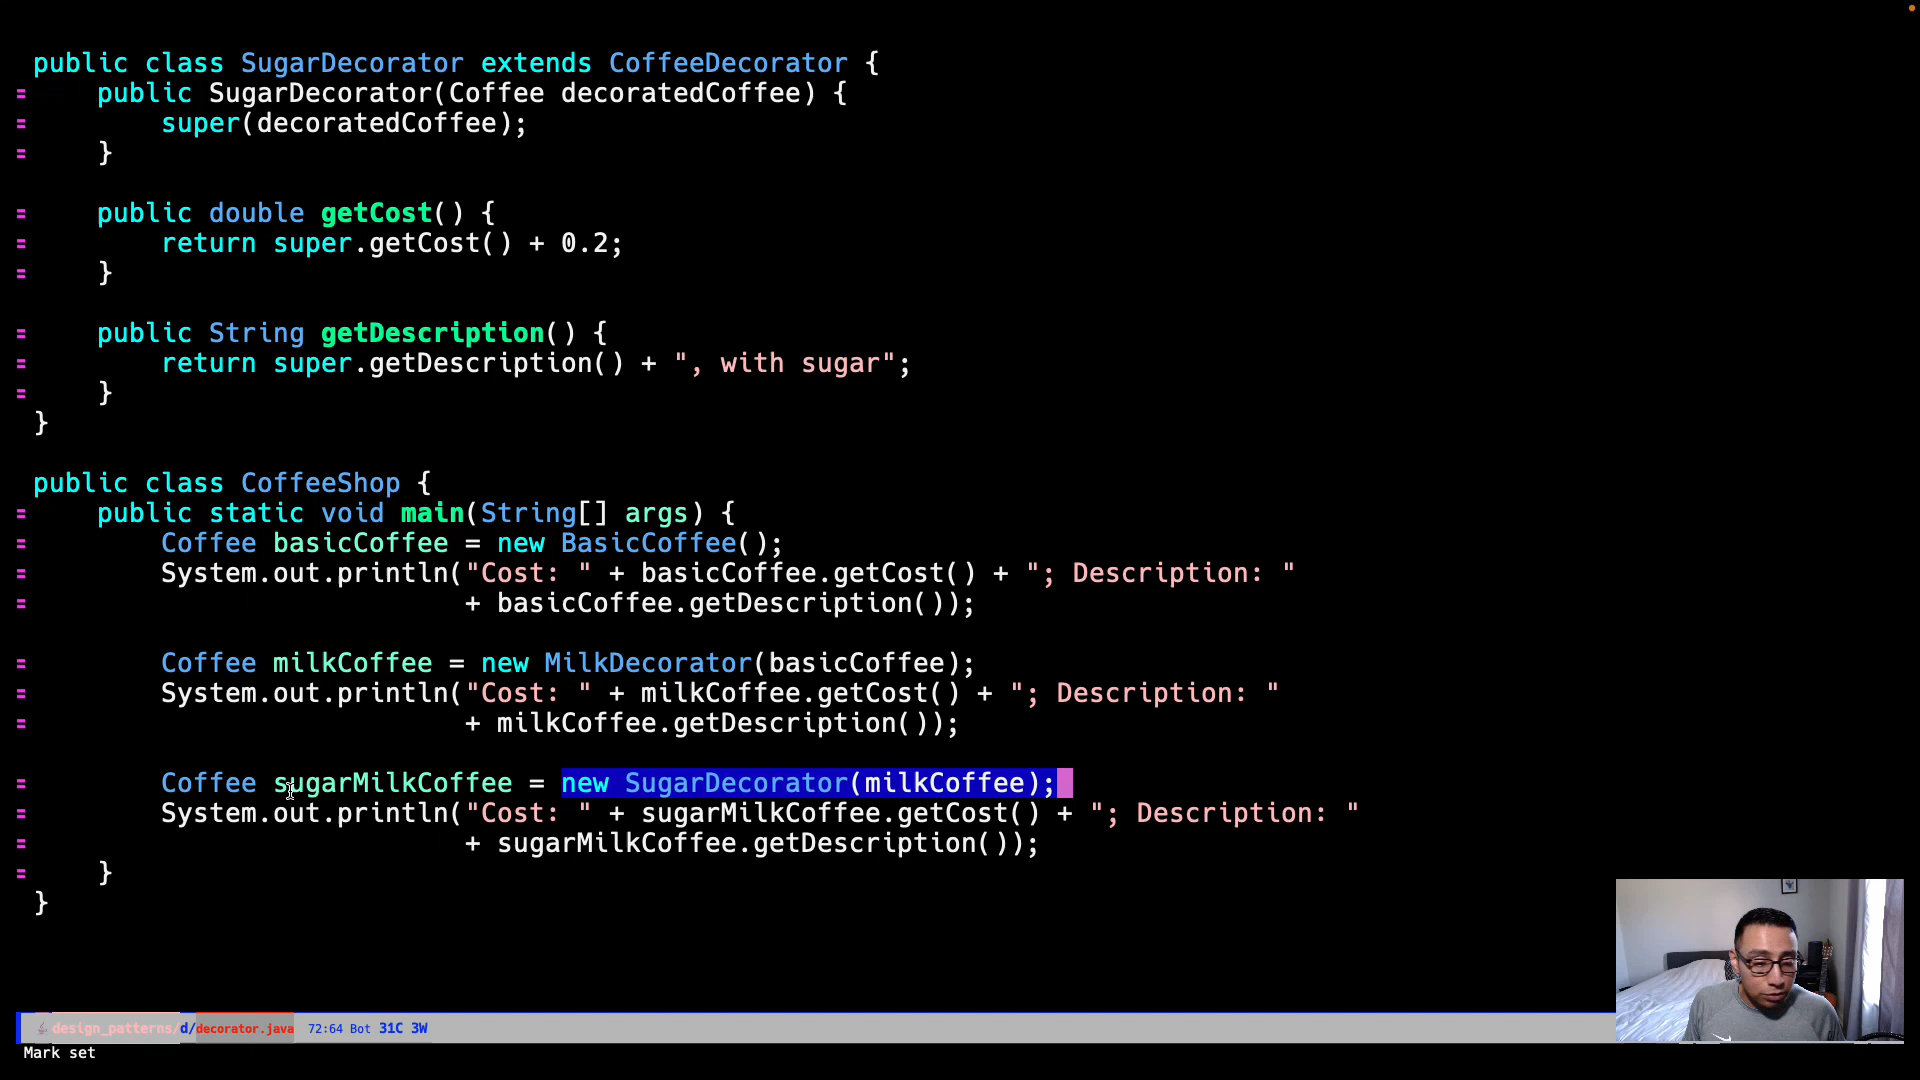 public class SugarDecorator extends CoffeeDecorator {
    public SugarDecorator(Coffee decoratedCoffee) {
        super(decoratedCoffee);
    }
    public double getCost() {
        return super.getCost() + 0.2;
    }
    public String getDescription() {
        return super.getDescription() + ", with sugar";
    }
}
public class CoffeeShop {
    public static void main(String[] args) {
        Coffee basicCoffee = new BasicCoffee();
        System.out.println("Cost: " + basicCoffee.getCost() + "; Description: "
                           + basicCoffee.getDescription());
        Coffee milkCoffee = new MilkDecorator(basicCoffee);
        System.out.println("Cost: " + milkCoffee.getCost() + "; Description: "
                           + milkCoffee.getDescription());
        Coffee sugarMilkCoffee = new SugarDecorator(milkCoffee);
        System.out.println("Cost: " + sugarMilkCoffee.getCost() + "; Description: "
                           + sugarMilkCoffee.getDescription());
    }
}
design_patterns/d/decorator.java 72:64 Bot 31C 3W
Mark set